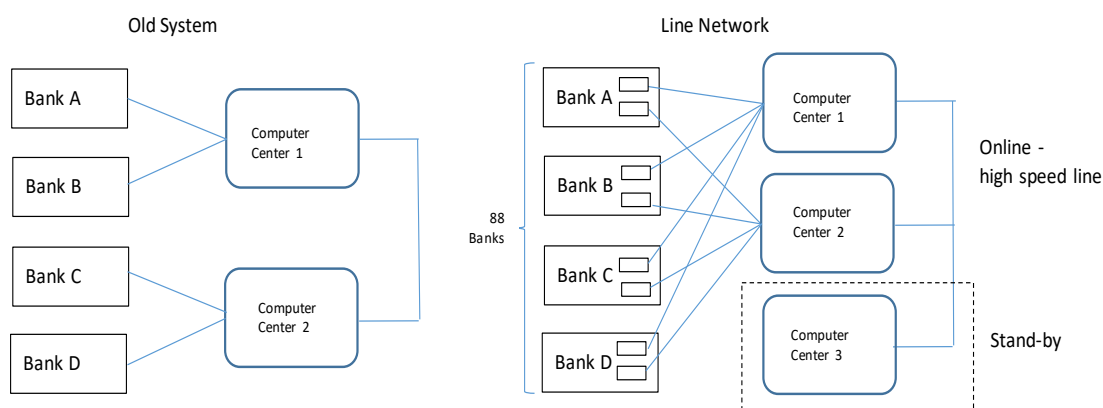 Old System
Bank A
Bank B
Bank C
Bank D
Computer
Center 1
Computer
Center 2
Line Network
88
Banks
Bank A
Bank B
Bank C
Bank D
Computer
Center 1
Computer
Center 2
Computer
Center 3
Online -
high speed line
Stand-by